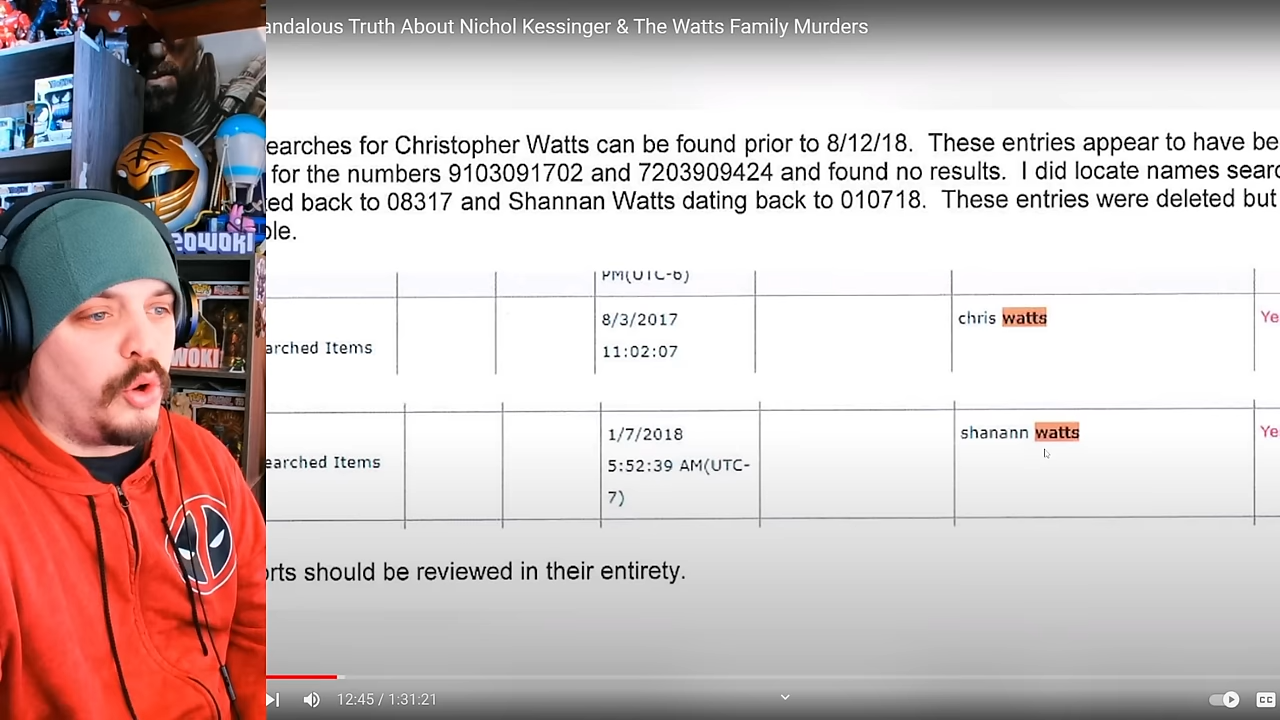 andalous Truth About Nichol Kessinger & The Watts Family Murders
earches for Christopher Watts can be found prior to 8/12/18. These entries appear to have be
for the numbers 9103091702 and 7203909424 and found no results. I did locate names searc
ted back to 08317 and Shannan Watts dating back to 010718. These entries were deleted but
ble.
PM(UTC-6)
8/3/2017
chris watts
Ye
arched Items
11:02:07
1/7/2018
shanann watts
Ye
earched Items
5:52:39 AM(UTC-
7)
orts should be reviewed in their entirety.
12:45 / 1:31:21
CC
WOKI